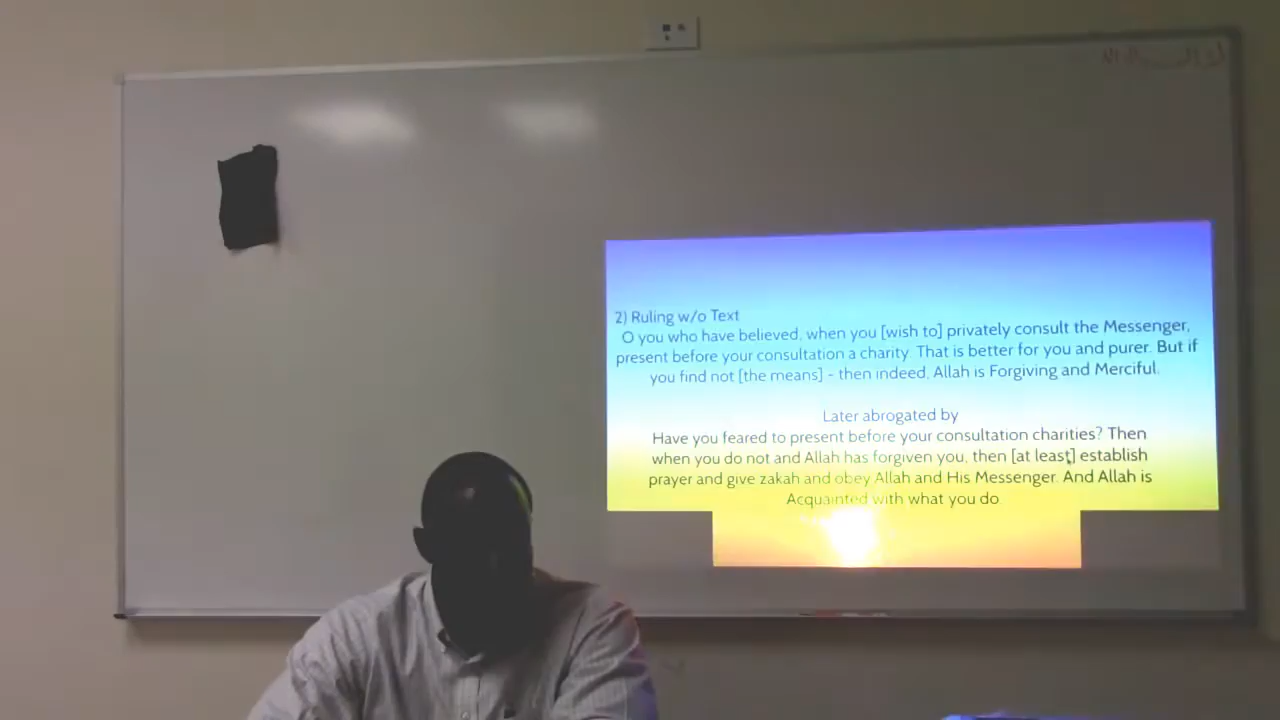 2) Ruling w/o Text
O you who have believed, when you [wish to] privately consult the Messenger,
present before your consultation a charity. That is better for you and purer. But if
you find not [the means] - then indeed, Allah is Forgiving and Merciful.
Later abrogated by
Have you feared to present before your consultation charities? Then
when you do not and Allah has forgiven you, then [at least] establish
prayer and give zakah and obey Allah and His Messenger. And Allah is
Acquainted with what you do.